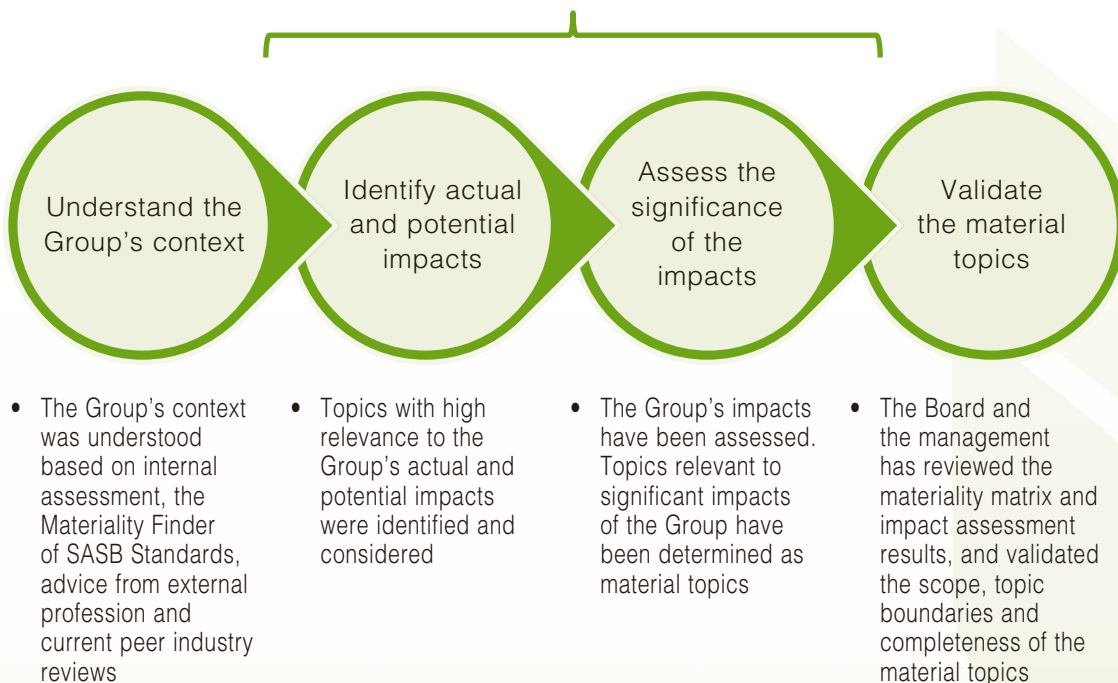 Understand the
Group's context
Identify actual
and potential
impacts
Assess the
significance
of the
impacts
Validate
the material
topics
• The Group's context
was understood
based on internal
assessment, the
Materiality Finder
of SASB Standards,
advice from external
profession and
current peer industry
reviews
• Topics with high
relevance to the
Group's actual and
potential impacts
were identified and
considered
• The Group's impacts
have been assessed.
Topics relevant to
significant impacts
of the Group have
been determined as
material topics
• The Board and
the management
has reviewed the
materiality matrix and
impact assessment
results, and validated
the scope, topic
boundaries and
completeness of the
material topics